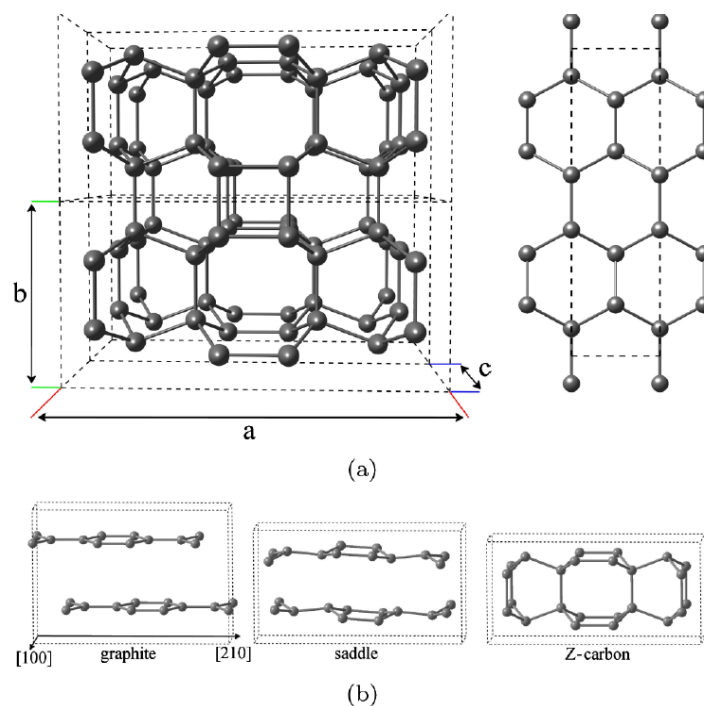 b
c
a
(a)
[100]
graphite
[210]
saddle
Z-carbon
(b)